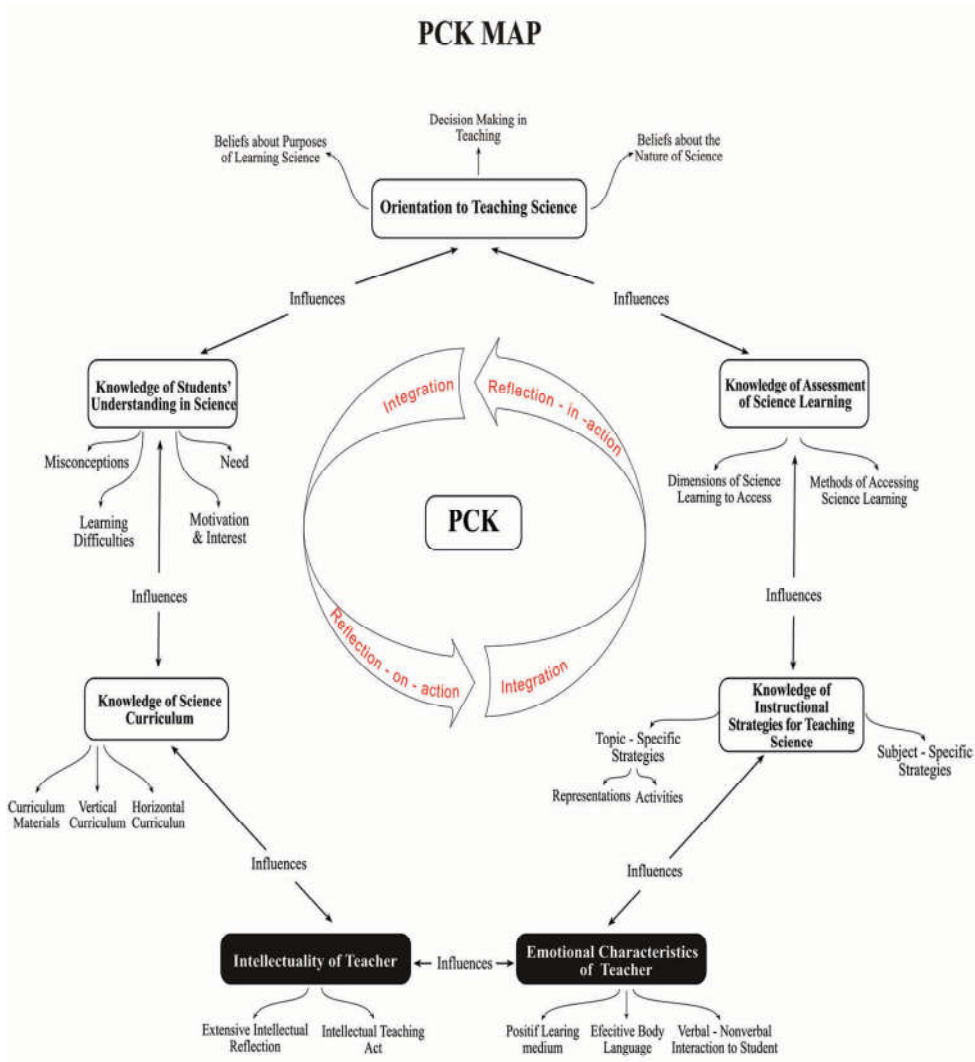 PCK MAP
Decision Making in
Teaching
Beliefs about Purposes
of Learning Science
Beliefs about the
Nature of Science
Orientation to Teaching Science
Influences
Influences
Knowledge of Students'
Understanding in Science
Integration
Reflection - in -action
Knowledge of Assessment
of Science Learning
Misconceptions
Need
Learning
Difficulties
Motivation
& Interest
Dimensions of Science
Learning to Access
Methods of Accessing
Science Learning
PCK
Influences
Influences
Reflection - on - action
Integration
Knowledge of Science
Curriculum
Knowledge of
Instructional
Strategies for Teaching
Science
Topic - Specific
Strategies
Subject - Specific
Strategies
Representations
Activities
Curriculum
Materials
Vertical
Curriculum
Horizontal
Curriculun
Influences
Influences
Intellectuality of Teacher
Influences
Emotional Characteristics
of Teacher
Extensive Intellectual
Reflection
Intellectual Teaching
Act
Positif Learing
medium
Efecitive Body
Language
Verbal - Nonverbal
Interaction to Student